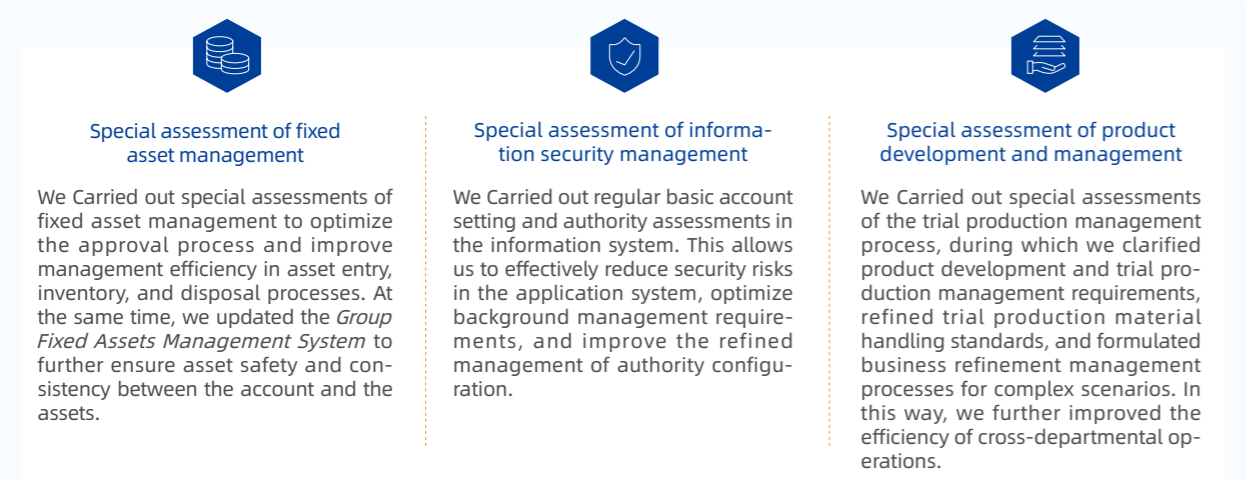 Special assessment of fixed
asset management
We Carried out special assessments of
fixed asset management to optimize
the approval process and improve
management efficiency in asset entry,
inventory, and disposal processes. At
the same time, we updated the Group
Fixed Assets Management System to
further ensure asset safety and con-
sistency between the account and the
assets.
Special assessment of informa-
tion security management
We Carried out regular basic account
setting and authority assessments in
the information system. This allows
us to effectively reduce security risks
in the application system, optimize
background management require-
ments, and improve the refined
management of authority configu-
ration.
Special assessment of product
development and management
We Carried out special assessments
of the trial production management
process, during which we clarified
product development and trial pro-
duction management requirements,
refined trial production material
handling standards, and formulated
business refinement management
processes for complex scenarios. In
this way, we further improved the
efficiency of cross-departmental op-
erations.